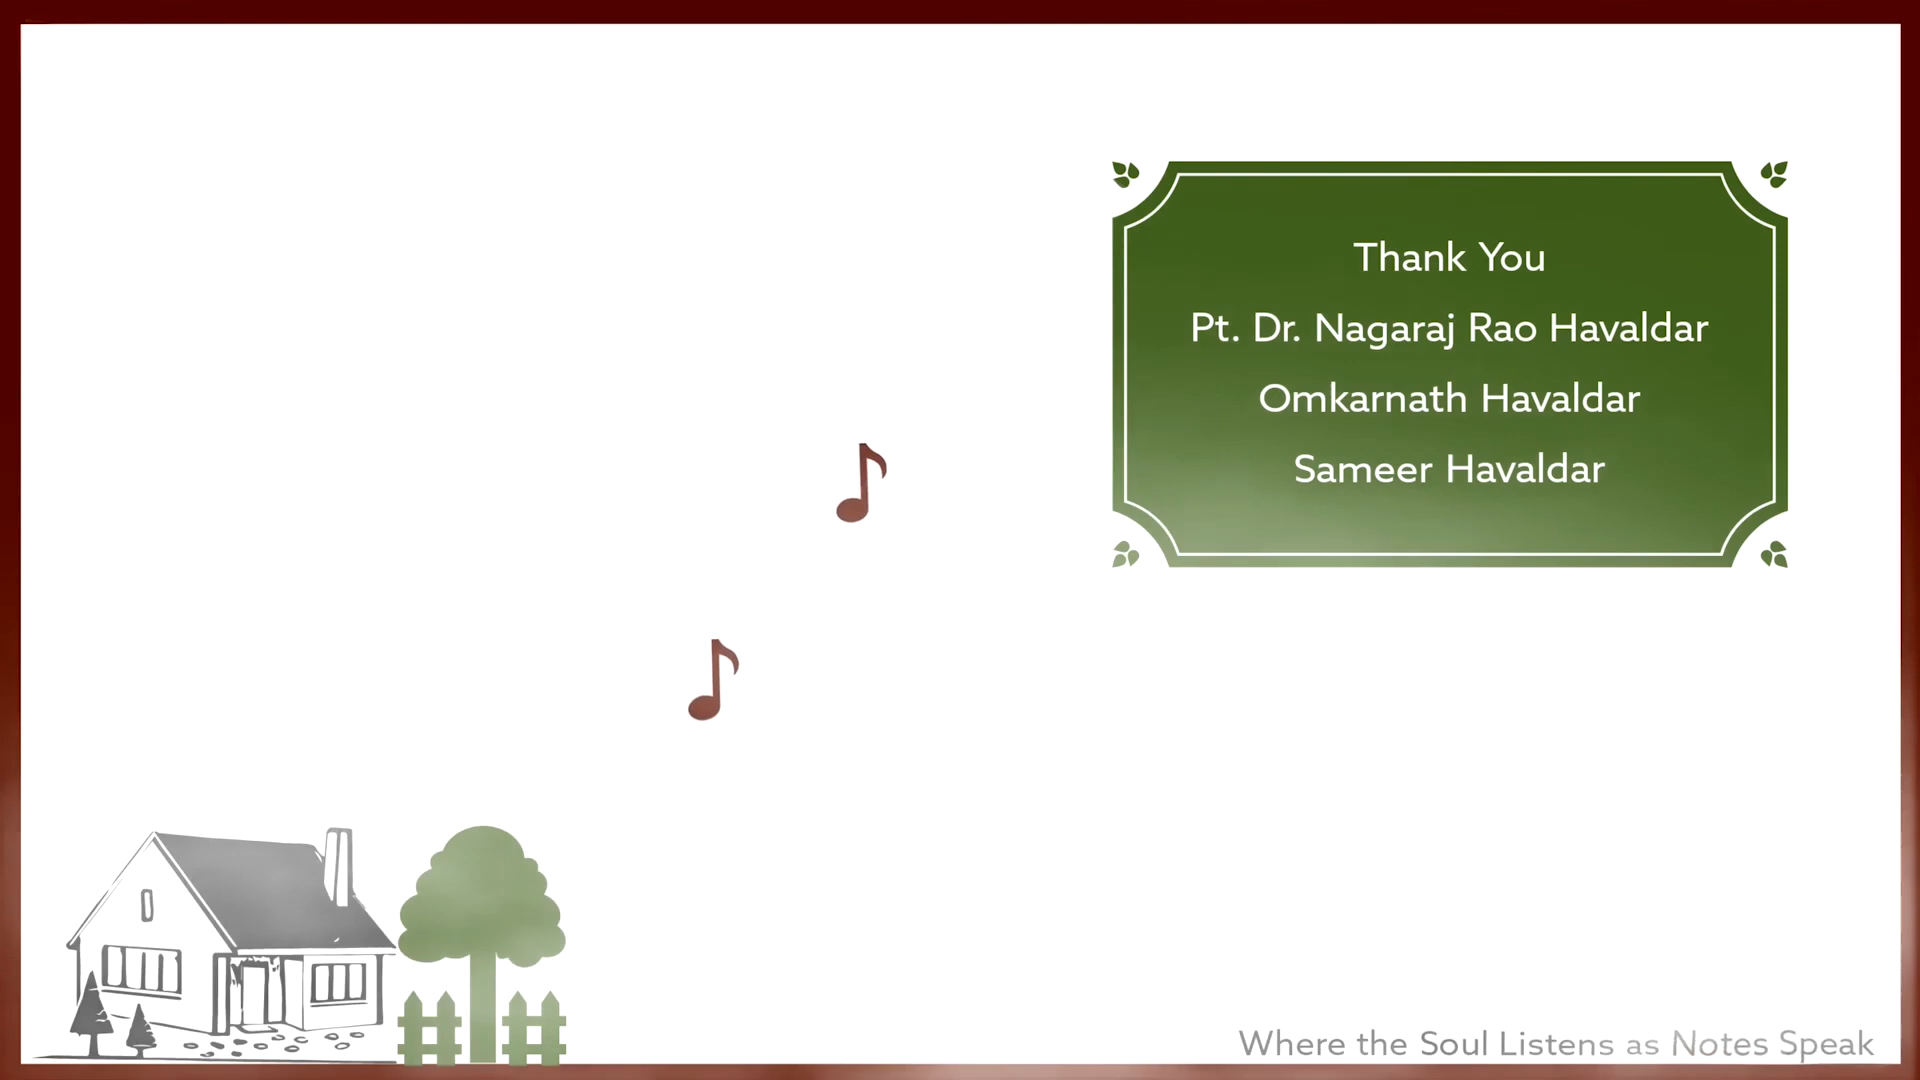 Thank You
Pt. Dr. Nagaraj Rao Havaldar
Omkarnath Havaldar
Sameer Havaldar
Where the Soul Listens as Notes Speak